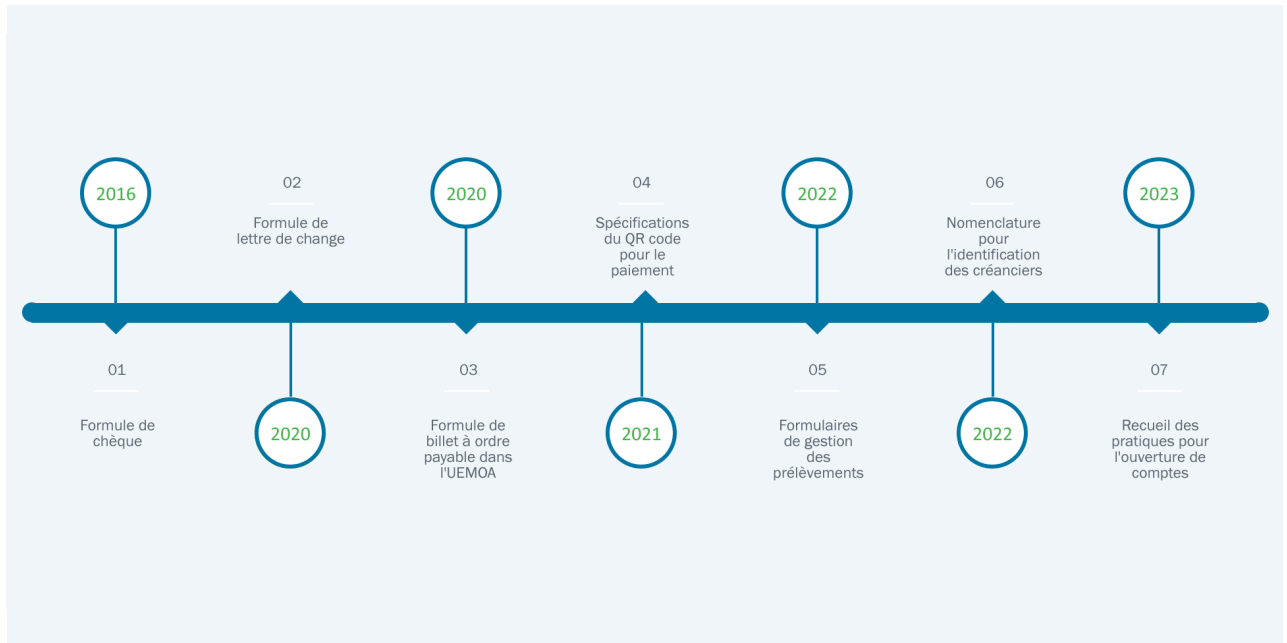 2016
01
Formule de
chèque
02
Formule de
lettre de change
2020
2020
03
Formule de
billet à ordre
payable dans
l'UEMOA
04
Spécifications
du QR code
pour le
paiement
2021
2022
05
Formulaires
de gestion
des
prélèvements
06
Nomenclature
pour
l'identification
des créanciers
2022
2023
07
Recueil des
pratiques pour
l'ouverture de
comptes